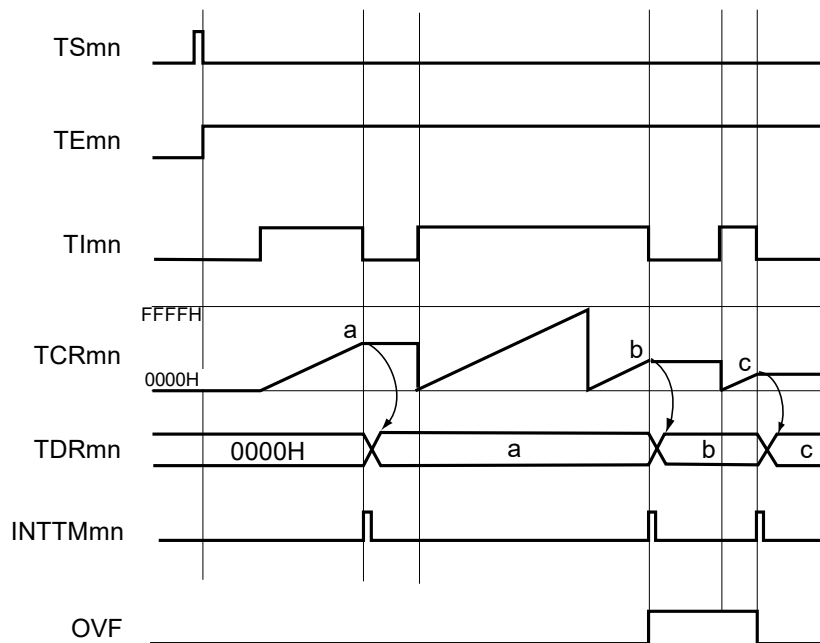 TSmn
TEmn
TImn
FFFFH
a
b
c
TCRmn
0000H
TDRmn
0000H
a
b
c
INTTMmn
OVF